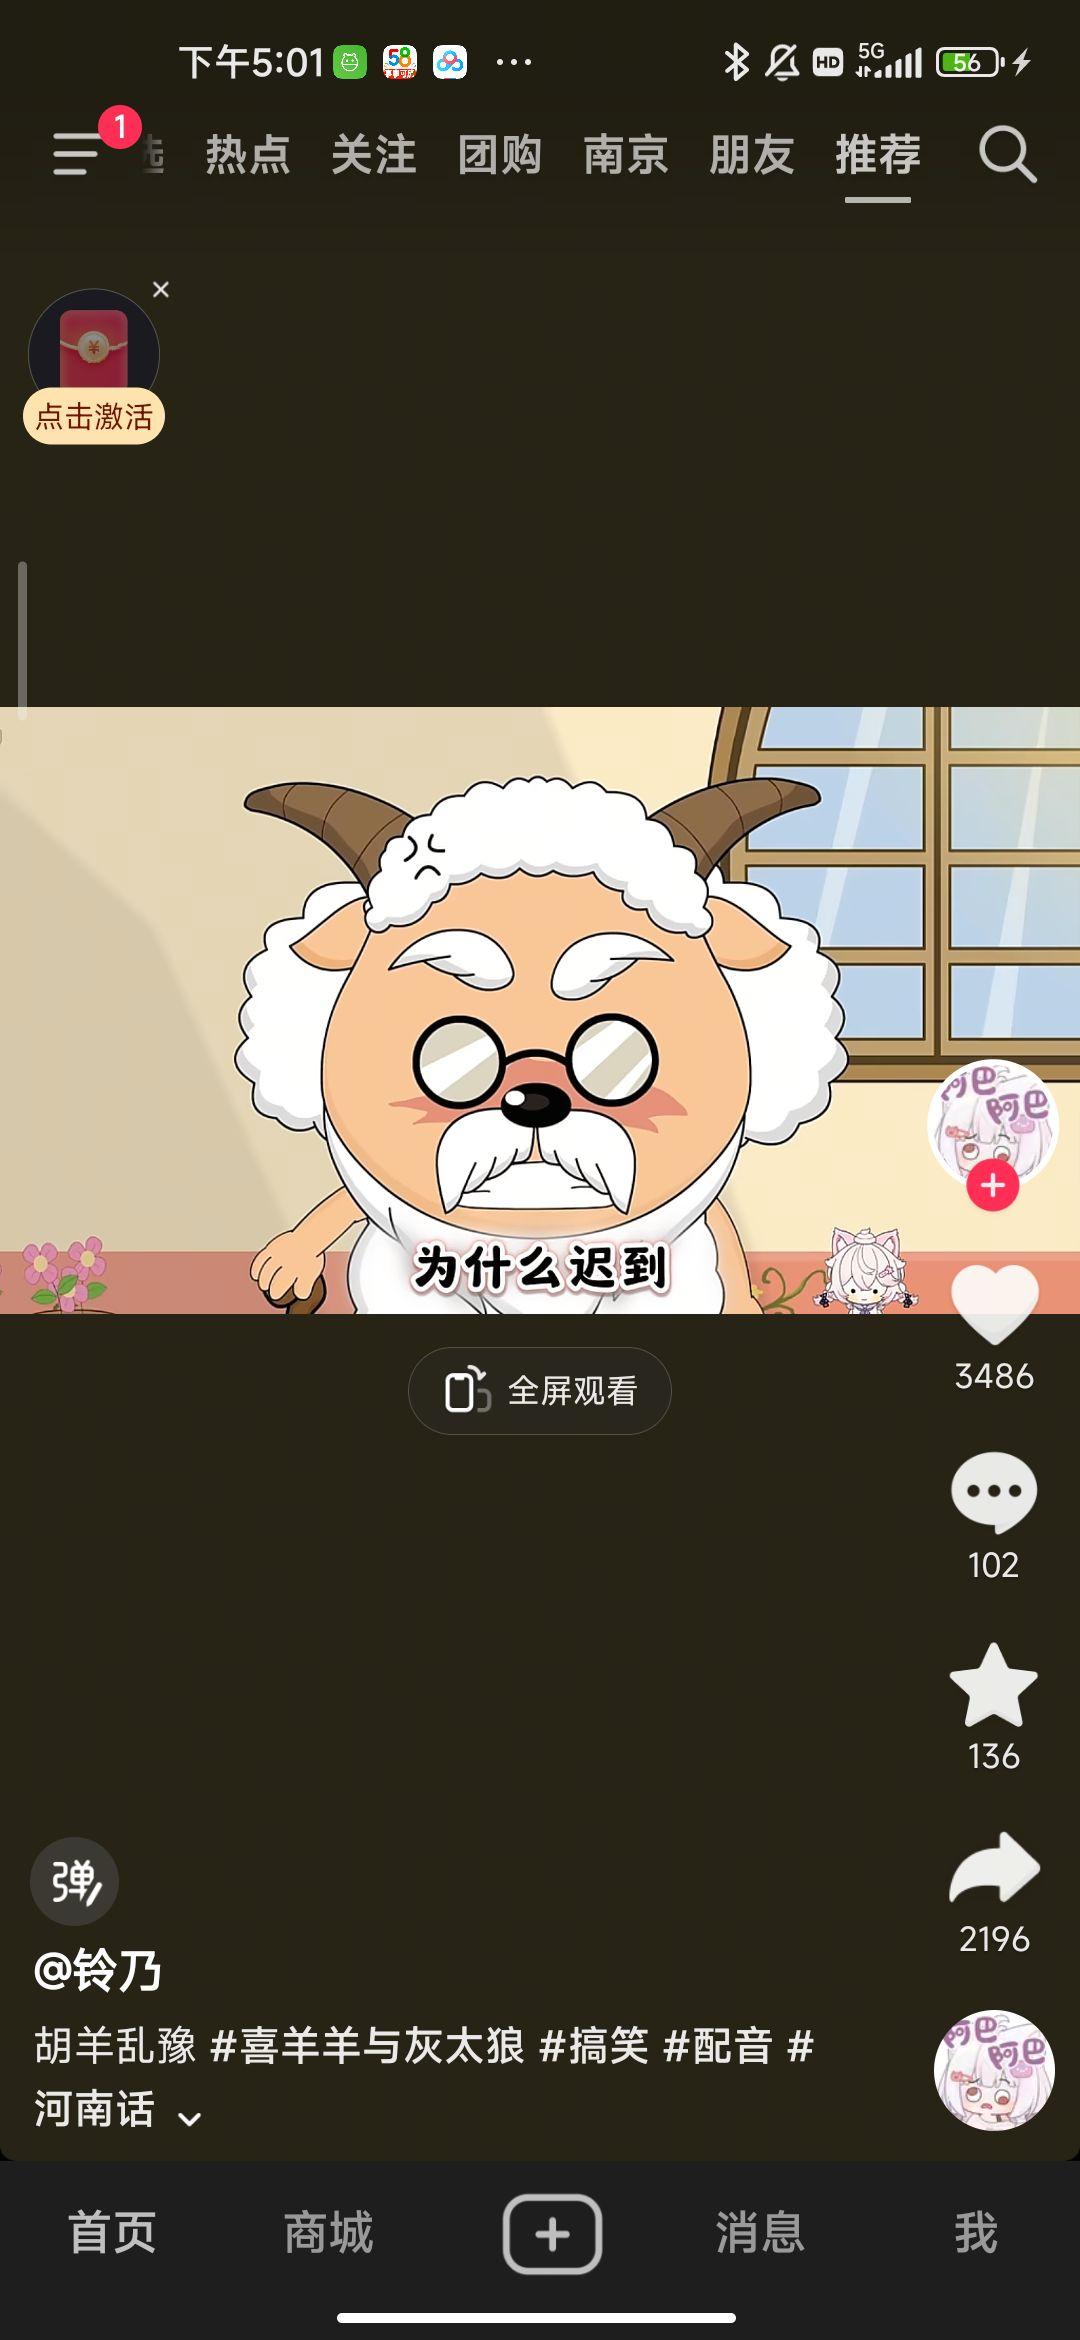 下午5:01
58
HD
5G
56
1
热点 关注 团购 南京 朋友 推荐
点击激活
阿巴
阿巴
为什么迟到
3486
全屏观看
102
136
弹
2196
@铃乃
胡羊乱豫 #喜羊羊与灰太狼 #搞笑 #配音 #
河南话
阿巴
阿巴
首页 商城 消息 我